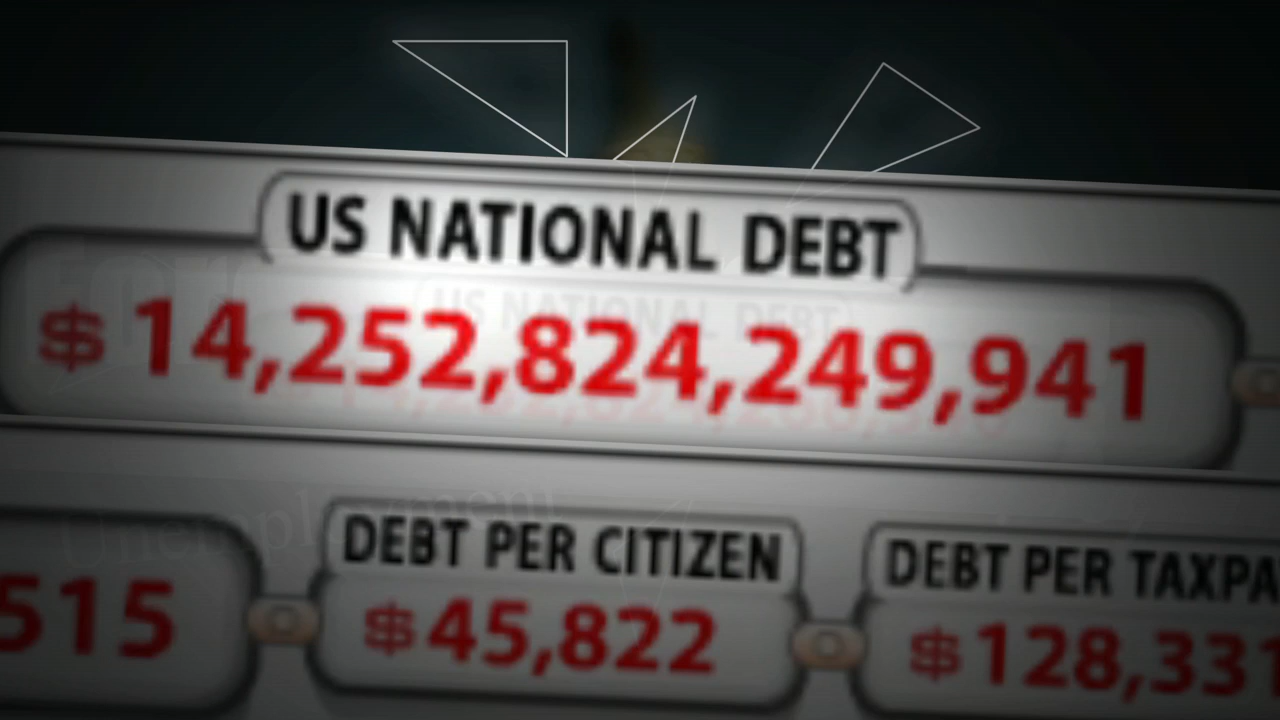 US NATIONAL DEBT
$ 14,252,824,249,941
Unemployment
DEBT PER CITIZEN
DEBT PER TAXPA
515
$ 45,822
$ 128,331